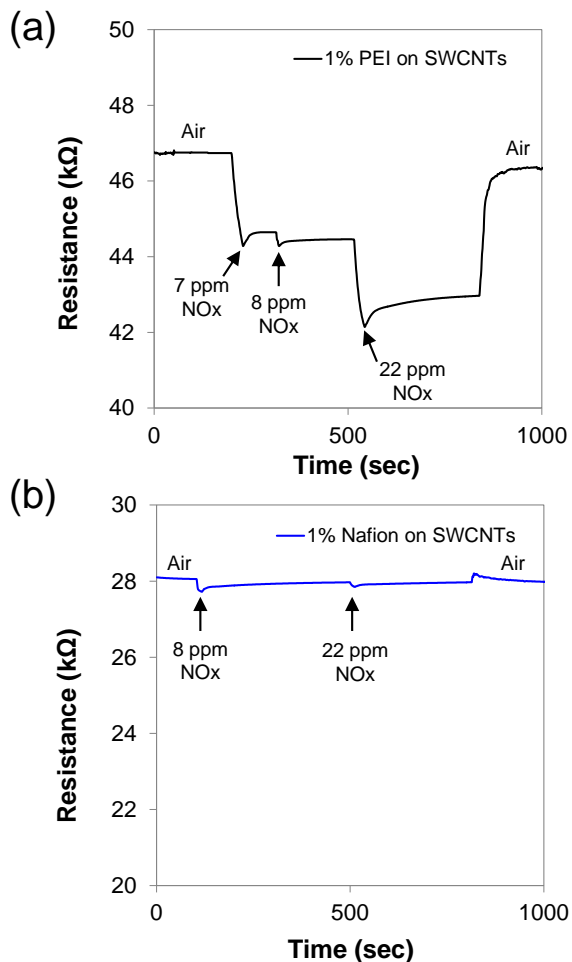 (a)
50
48
46
44
42
40
Resistance (kΩ)
1% PEI on SWCNTs
Air
Air
7 ppm
NOx
8 ppm
NOx
22 ppm
NOx
0
500
1000
Time (sec)
(b)
30
28
26
24
22
20
Resistance (kΩ)
1% Nafion on SWCNTs
Air
Air
8 ppm
NOx
22 ppm
NOx
0
500
1000
Time (sec)